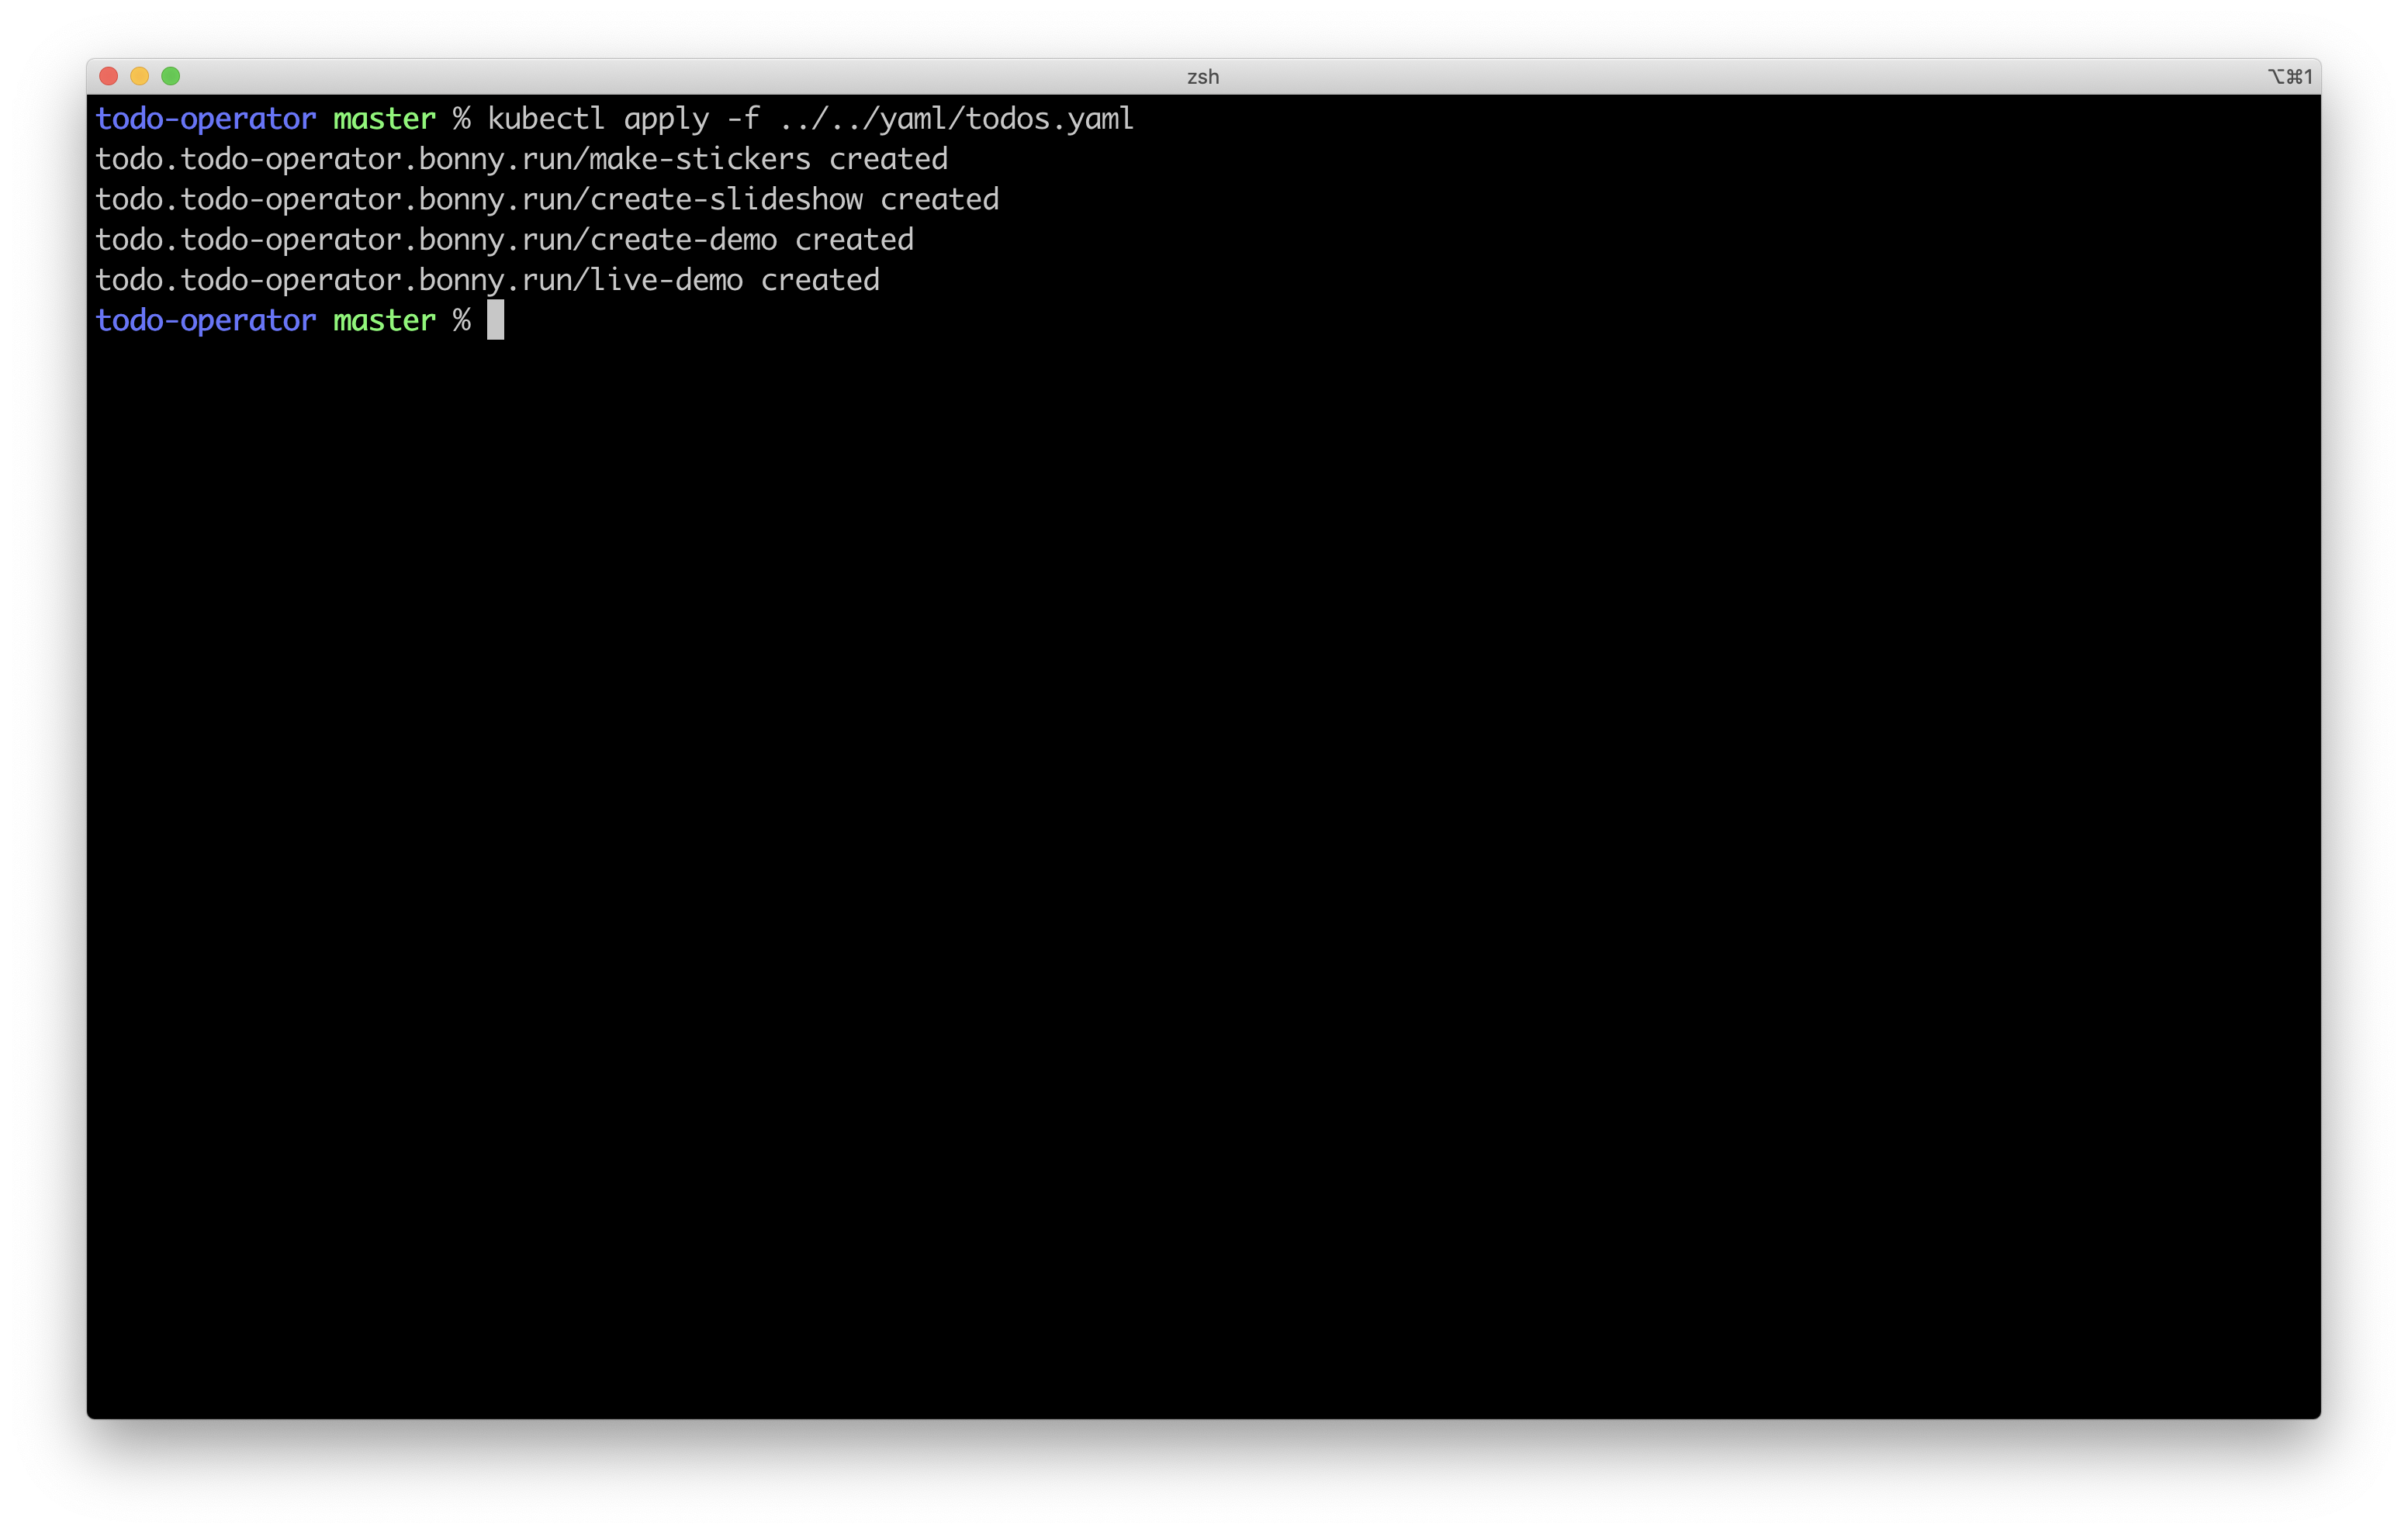 zsh
⌥⌘1
todo-operator master % kubectl apply -f ../../yaml/todos.yaml
todo.todo-operator.bonny.run/make-stickers created
todo.todo-operator.bonny.run/create-slideshow created
todo.todo-operator.bonny.run/create-demo created
todo.todo-operator.bonny.run/live-demo created
todo-operator master %